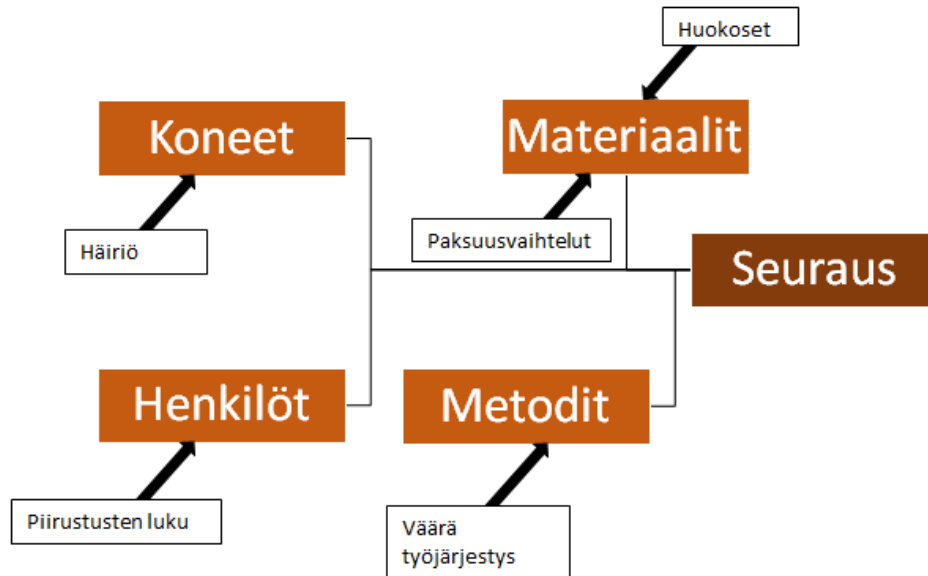 Huokoset
Koneet
Materiaalit
Häiriö
Paksuusvaihtelut
Seuraus
Henkilöt
Metodit
Piirustusten luku
Väärä
työjärjestys